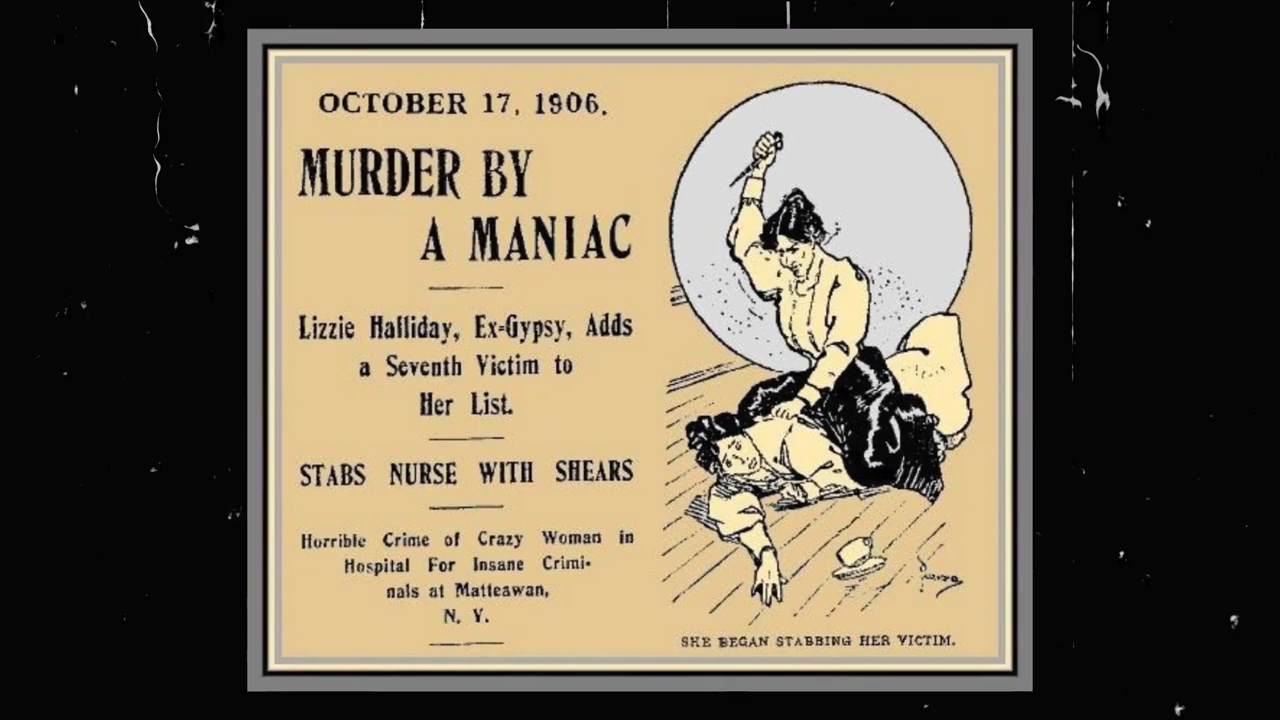 OCTOBER 17, 1906.
MURDER BY
A MANIAC
Lizzie Halliday, Ex-Gypsy, Adds
a Seventh Victim to
Her List.
STABS NURSE WITH SHEARS
Horrible Crime of Crazy Woman in
Hospital For Insane Crimi-
nals at Matteawan,
N. Y.
SHE BEGAN STABBING HER VICTIM.